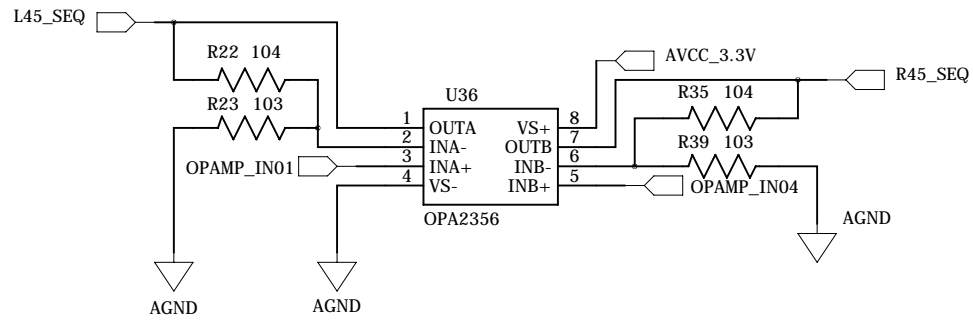 L45_SEQ
R22 104
R23 103
OPAMP_IN01
AGND
AGND
U36
1 OUTA VS+ 8
2 INA- OUTB 7
3 INA+ INB- 6
4 VS- INB+ 5
OPA2356
AVCC_3.3V
R45_SEQ
R35 104
R39 103
OPAMP_IN04
AGND